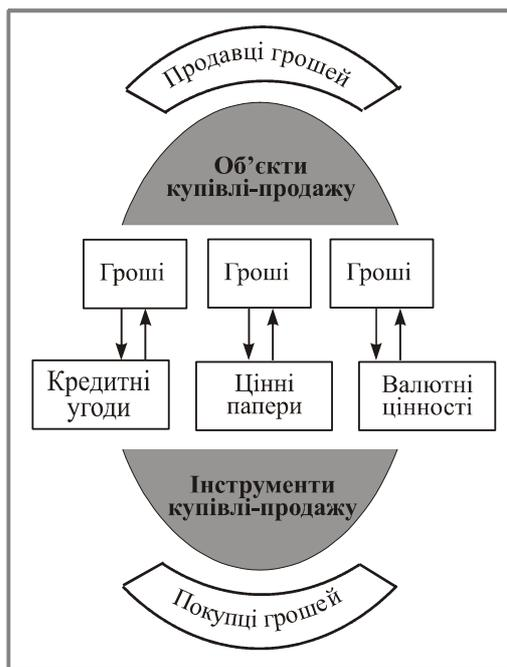 Продавці грошей
Об’єкти
купівлі-продажу
Гроші
Гроші
Гроші
Кредитні
угоди
Цінні
папери
Валютні
цінності
Інструменти
купівлі-продажу
Покупці грошей